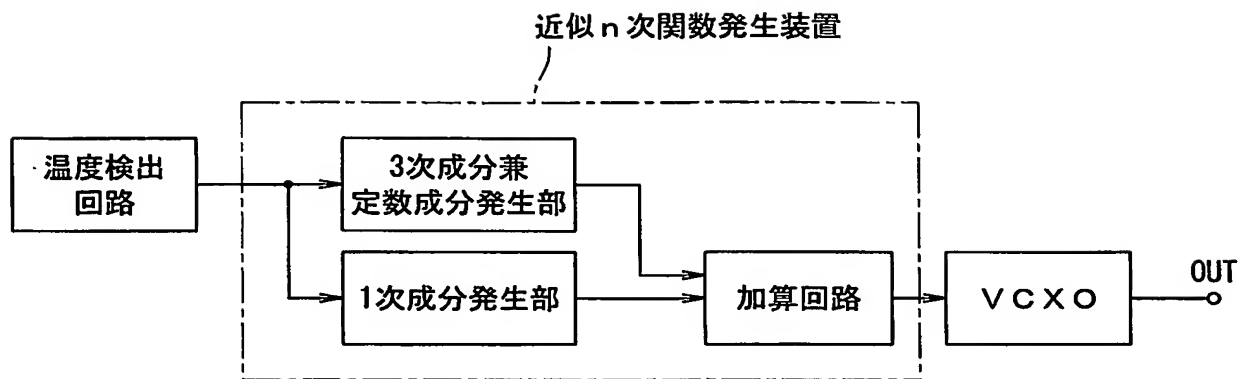 近似n次関数発生装置
温度検出
回路
3次成分兼
定数成分発生部
1次成分発生部
加算回路
VCXO
OUT